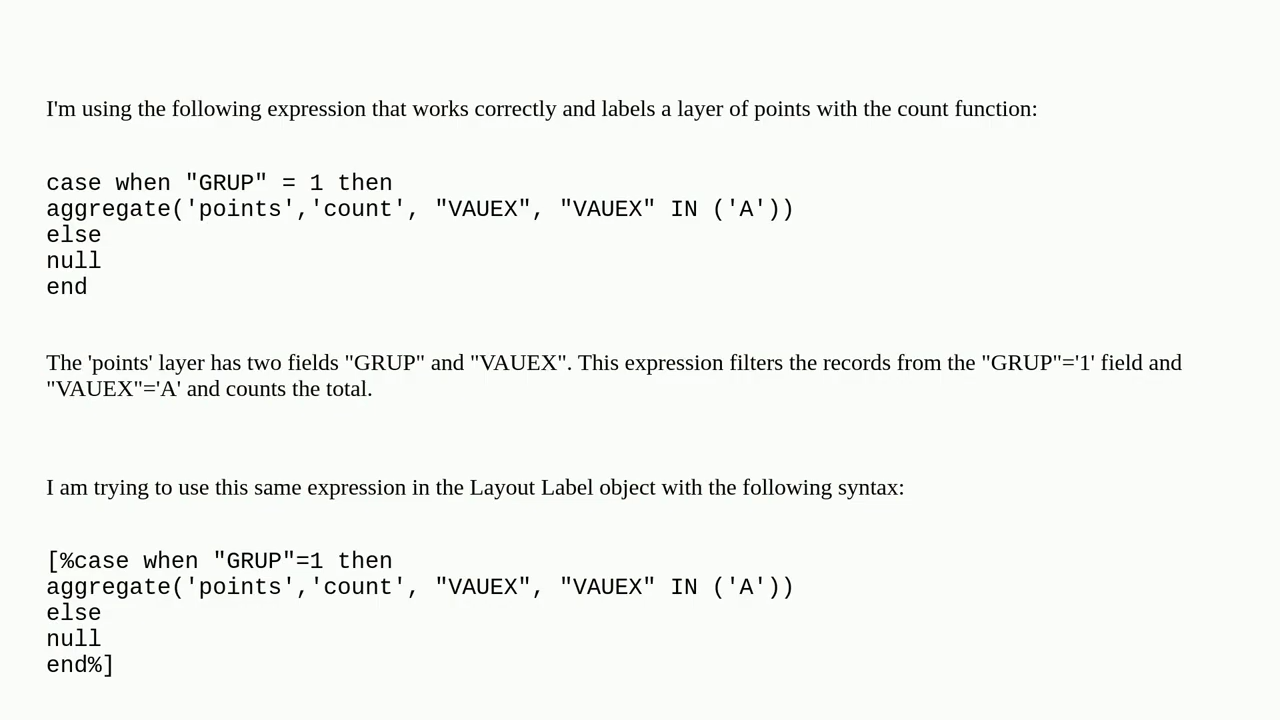 I'm using the following expression that works correctly and labels a layer of points with the count function:
case when "GRUP" = 1 then
aggregate('points','count', "VAUEX", "VAUEX" IN ('A'))
else
null
end
The 'points' layer has two fields "GRUP" and "VAUEX". This expression filters the records from the "GRUP"='1' field and
"VAUEX"='A' and counts the total.
I am trying to use this same expression in the Layout Label object with the following syntax:
[%case when "GRUP"=1 then
aggregate('points','count', "VAUEX", "VAUEX" IN ('A'))
else
null
end%]